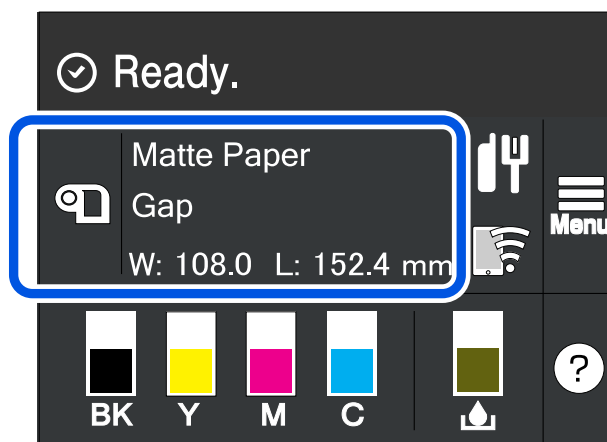 Ready.
Matte Paper
Gap
W: 108.0 L: 152.4 mm
Menu
BK Y M C
?